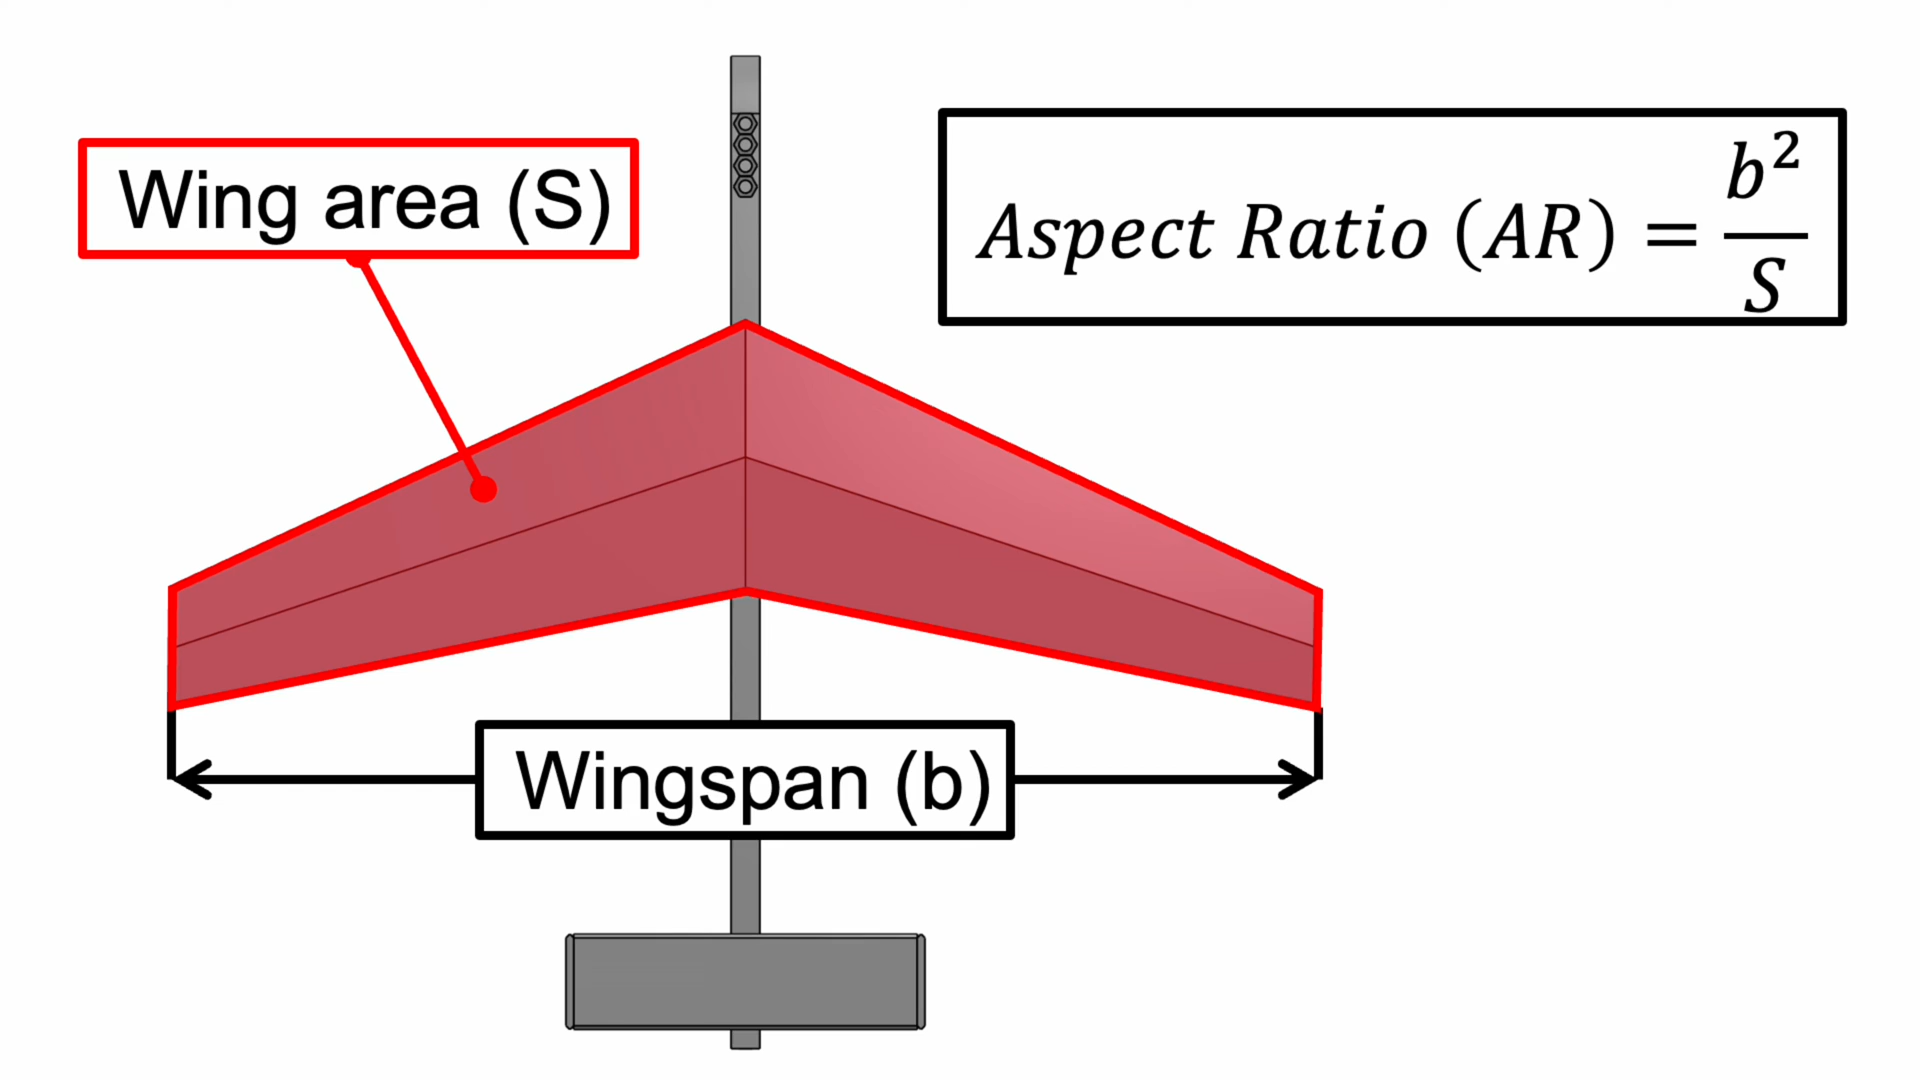 Wing area (S)
Aspect Ratio (AR) = b²/S
Wingspan (b)